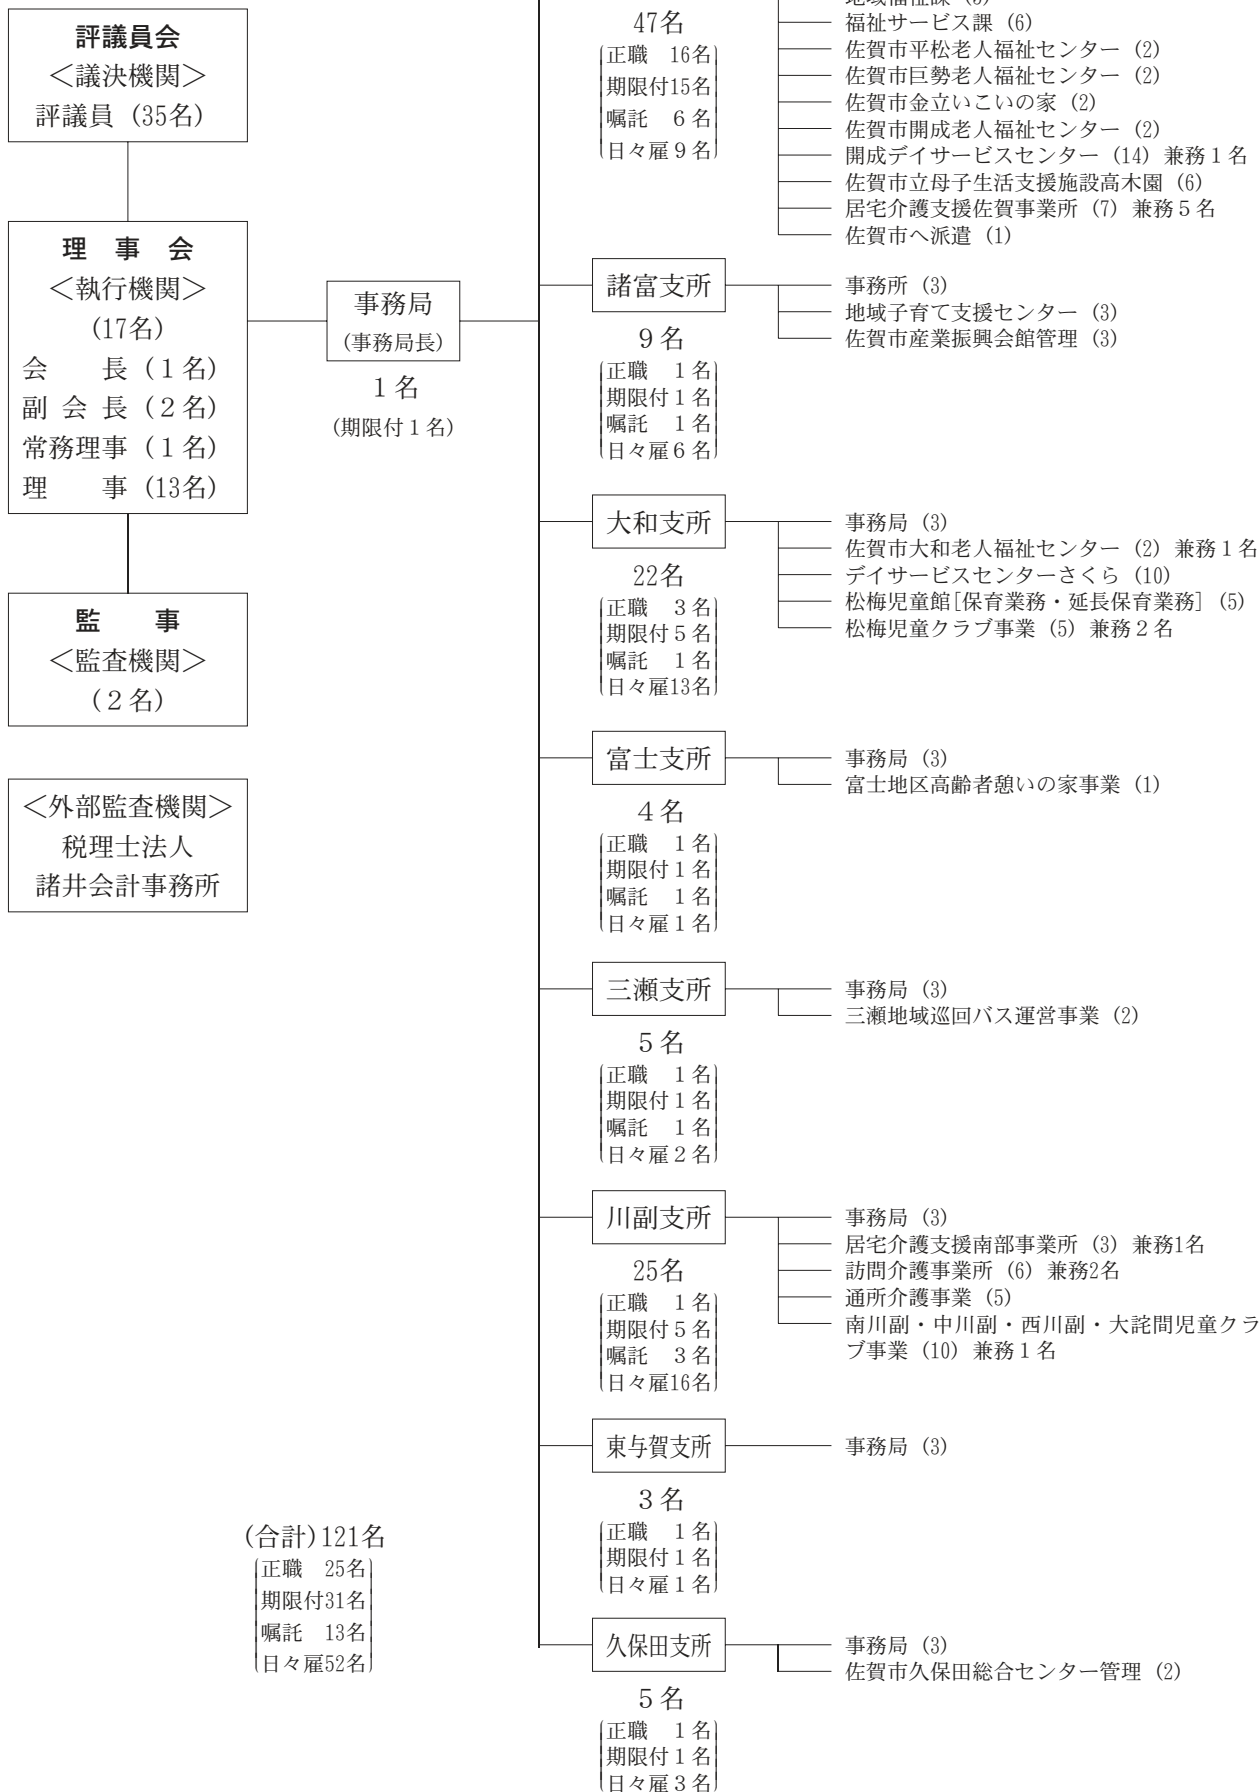 評議員会
＜議決機関＞
評議員（35名）
理　事　会
＜執行機関＞
(17名)
会　　長（１名）
副 会 長（２名）
常務理事（１名）
理　　事（13名）
監　　事
＜監査機関＞
（２名）
＜外部監査機関＞
税理士法人
諸井会計事務所
事務局
(事務局長)
１名
(期限付１名)
(合計)121名
正職　25名
期限付31名
嘱託　13名
日々雇52名
47名
正職　16名
期限付15名
嘱託　６名
日々雇９名
福祉サービス課（6）
佐賀市平松老人福祉センター（2）
佐賀市巨勢老人福祉センター（2）
佐賀市金立いこいの家（2）
佐賀市開成老人福祉センター（2）
開成デイサービスセンター（14）兼務１名
佐賀市立母子生活支援施設高木園（6）
居宅介護支援佐賀事業所（7）兼務５名
佐賀市へ派遣（1）
諸富支所
９名
正職　１名
期限付１名
嘱託　１名
日々雇６名
事務所（3）
地域子育て支援センター（3）
佐賀市産業振興会館管理（3）
大和支所
22名
正職　３名
期限付５名
嘱託　１名
日々雇13名
事務局（3）
佐賀市大和老人福祉センター（2）兼務１名
デイサービスセンターさくら（10）
松梅児童館[保育業務・延長保育業務]（5）
松梅児童クラブ事業（5）兼務２名
富士支所
４名
正職　１名
期限付１名
嘱託　１名
日々雇１名
事務局（3）
富士地区高齢者憩いの家事業（1）
三瀬支所
５名
正職　１名
期限付１名
嘱託　１名
日々雇２名
事務局（3）
三瀬地域巡回バス運営事業（2）
川副支所
25名
正職　１名
期限付５名
嘱託　３名
日々雇16名
事務局（3）
居宅介護支援南部事業所（3）兼務1名
訪問介護事業所（6）兼務2名
通所介護事業（5）
南川副・中川副・西川副・大詫間児童クラ
ブ事業（10）兼務１名
東与賀支所
３名
正職　１名
期限付１名
日々雇１名
事務局（3）
久保田支所
５名
正職　１名
期限付１名
日々雇３名
事務局（3）
佐賀市久保田総合センター管理（2）